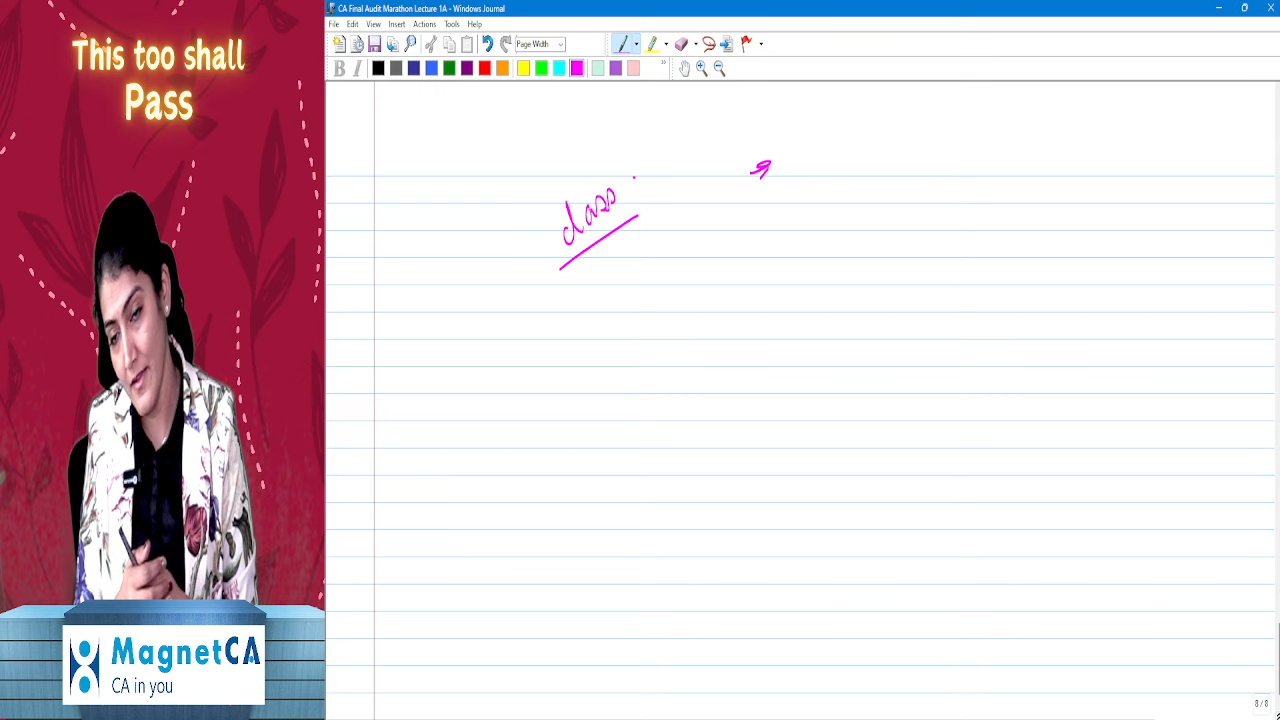 This too shall
Pass
MagnetCA
CA in you
CA Final Audit Marathon Lecture 1A - Windows Journal
File Edit View Insert Actions Tools Help
Page Width
B I
class
8 / 8